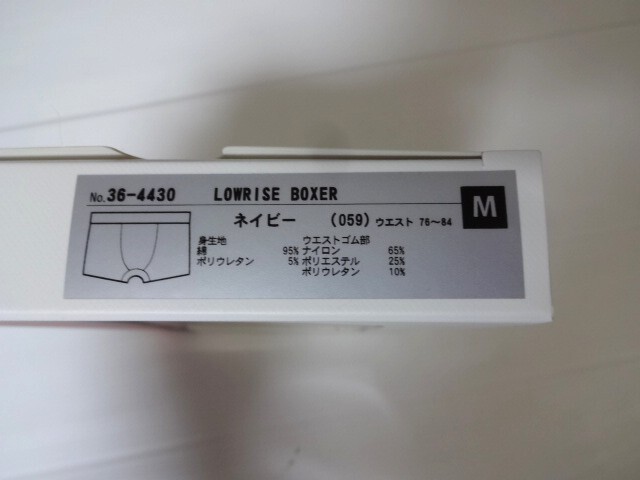 No. 36-4430 LOWRISE BOXER
M
ネイビー (059) ウエスト 76〜84
身生地 ウエストゴム部
綿 95% ナイロン 65%
ポリウレタン 5% ポリエステル 25%
ポリウレタン 10%